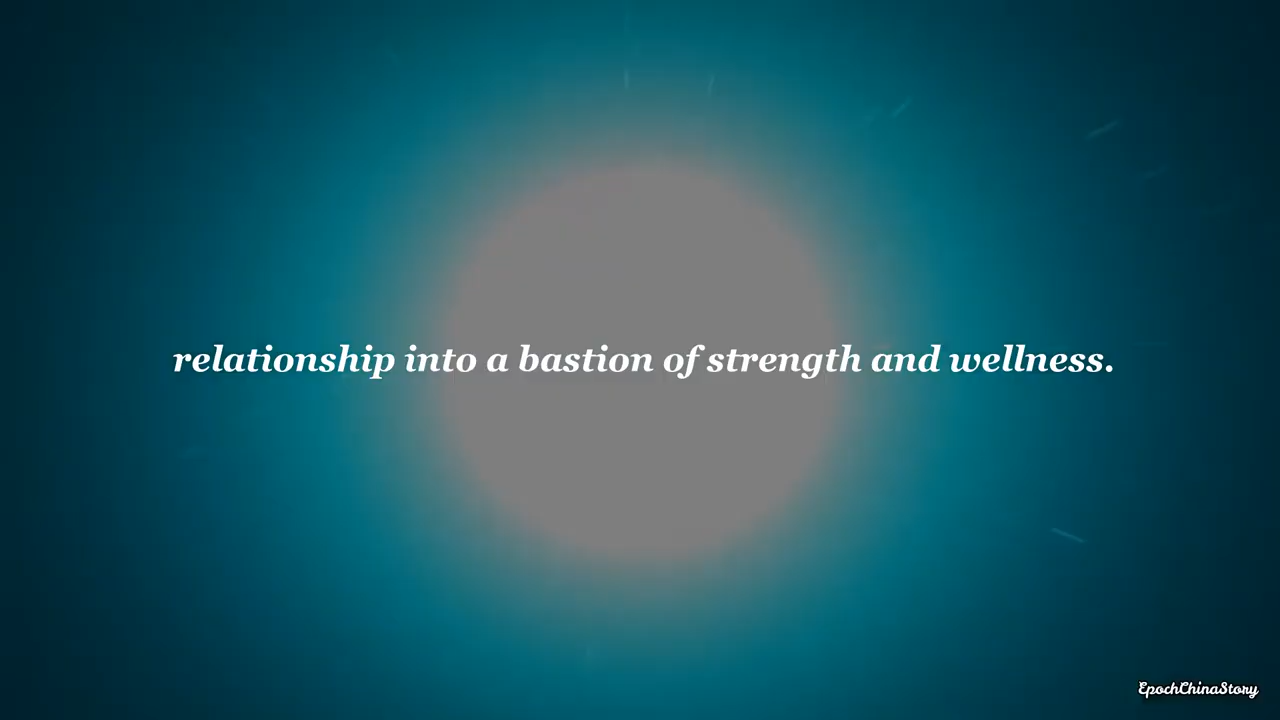 relationship into a bastion of strength and wellness.
EpochChinaStory